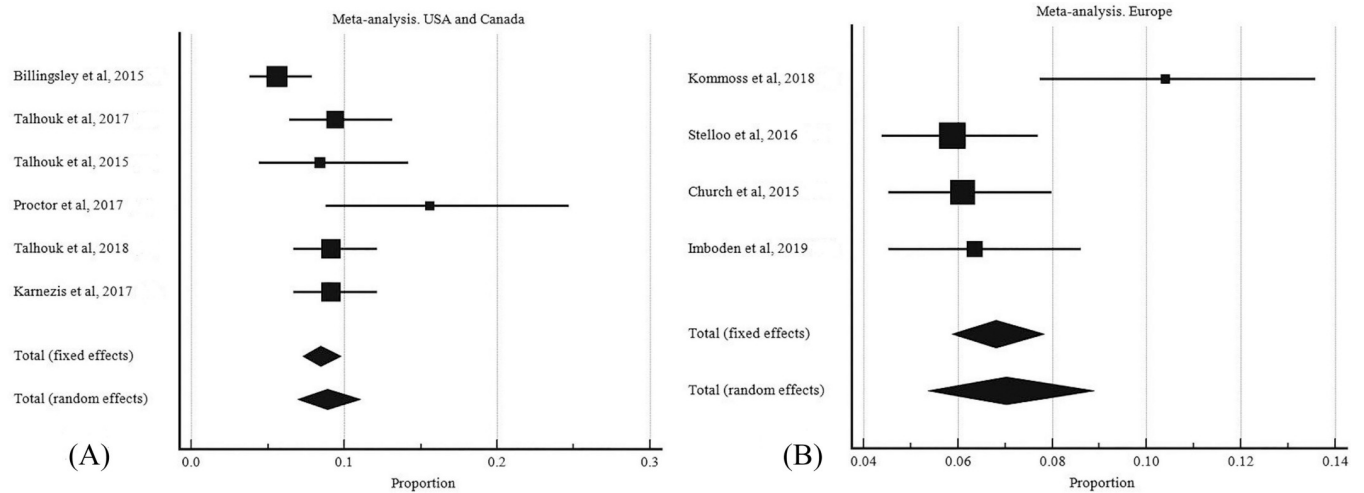 Meta-analysis. USA and Canada
Billingsley et al, 2015
Talhouk et al, 2017
Talhouk et al, 2015
Proctor et al, 2017
Talhouk et al, 2018
Karnezis et al, 2017
Total (fixed effects)
Total (random effects)
(A)
0.0 0.1 0.2 0.3
Proportion
Meta-analysis. Europe
Kommoss et al, 2018
Stelloo et al, 2016
Church et al, 2015
Imboden et al, 2019
Total (fixed effects)
Total (random effects)
(B)
0.04 0.06 0.08 0.10 0.12 0.14
Proportion